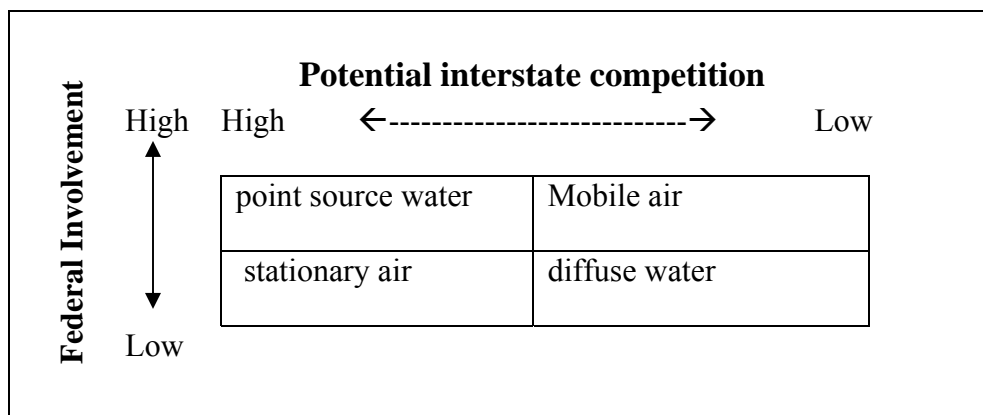 Potential interstate competition
High High ←----------------------------→ Low
point source water Mobile air
stationary air diffuse water
Low
Federal Involvement